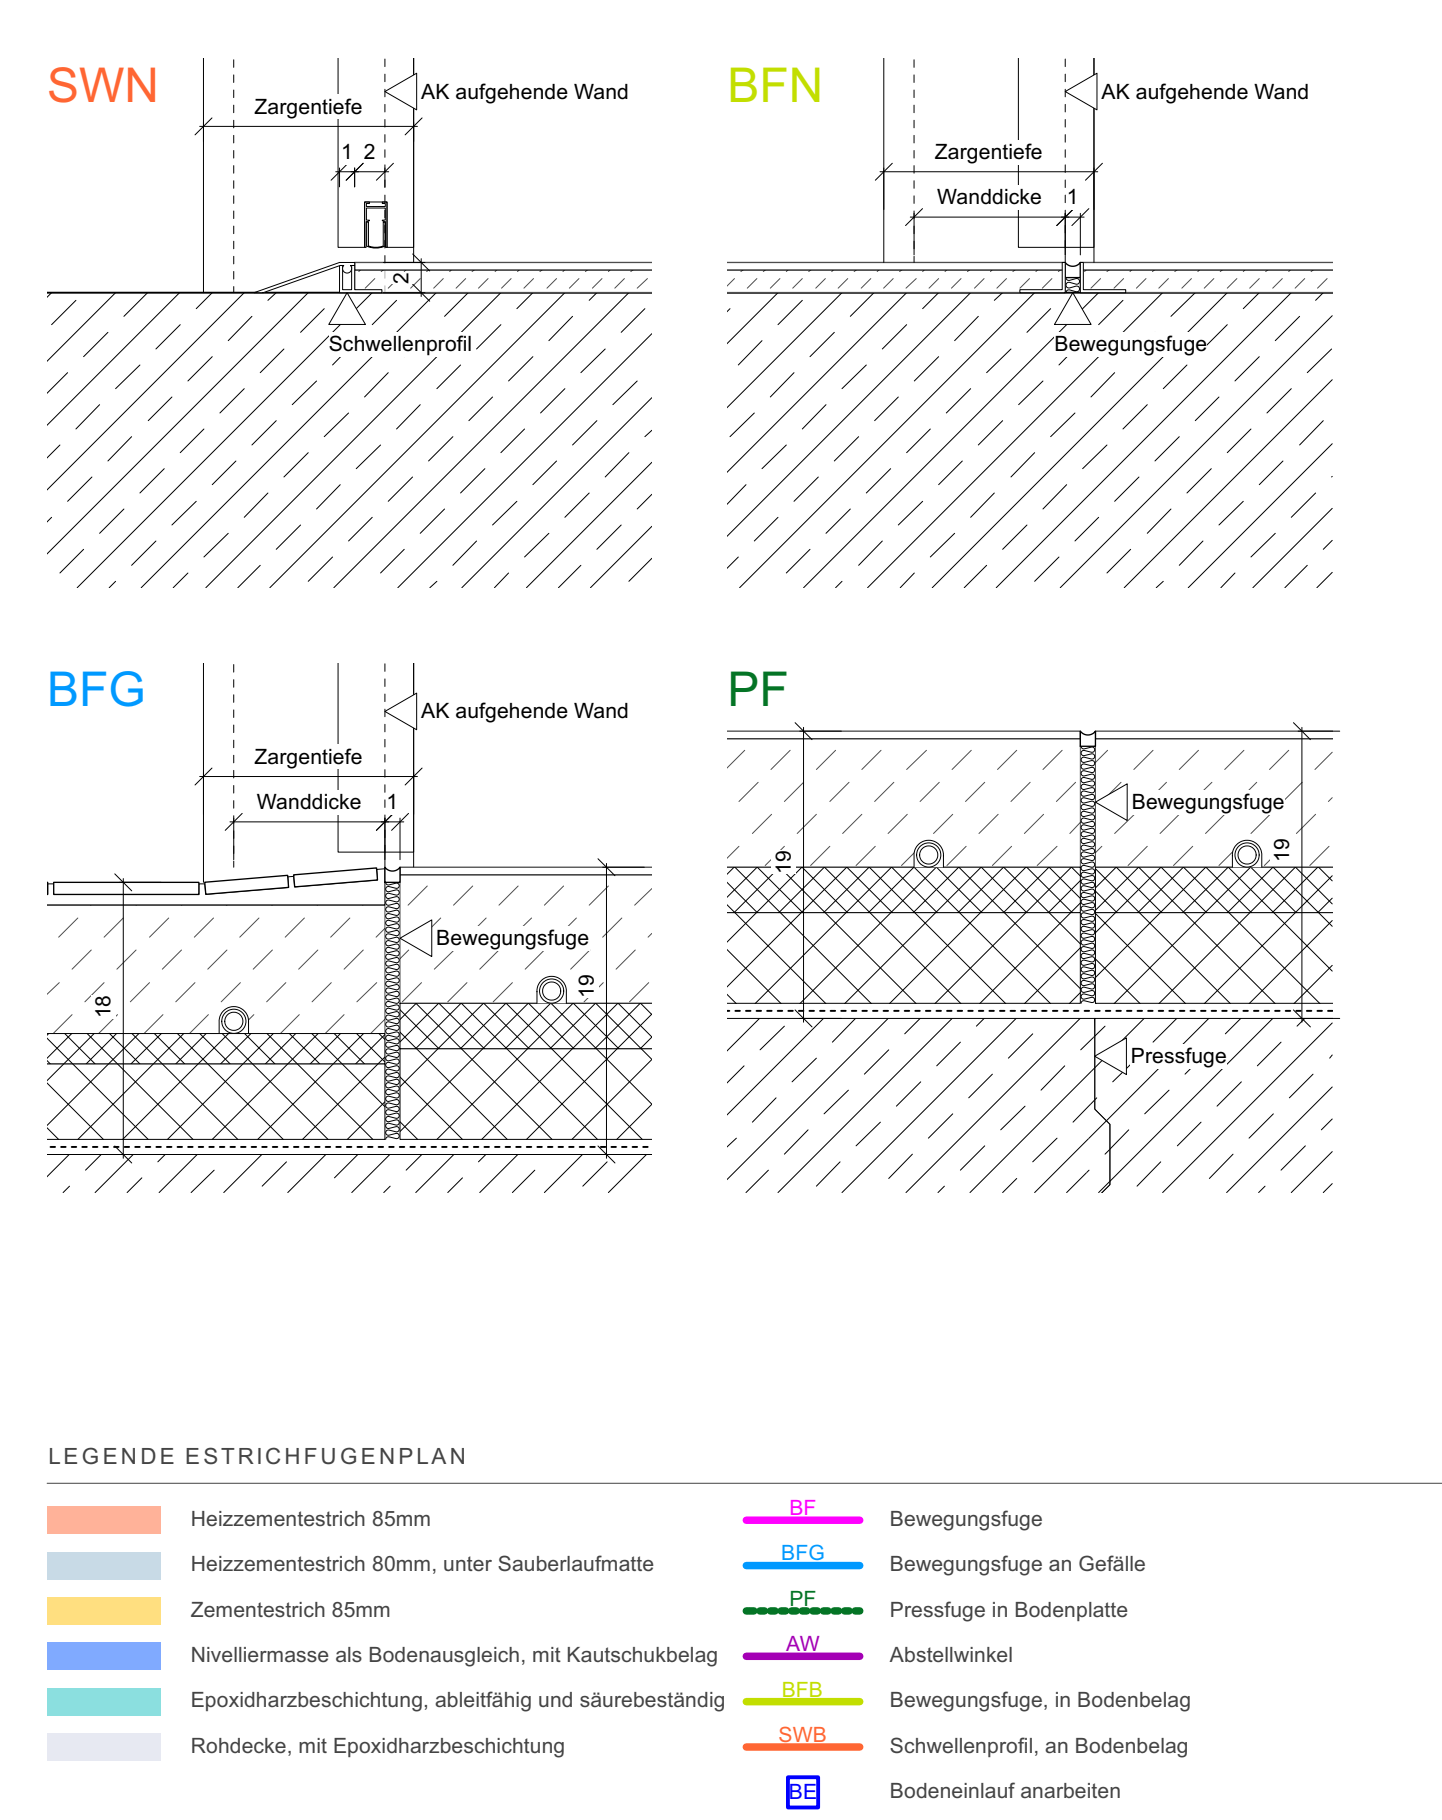 SWN
AK aufgehende Wand
Zargentiefe
1 2
2
Schwellenprofil
BFN
AK aufgehende Wand
Zargentiefe
Wanddicke 1
Bewegungsfuge
BFG
AK aufgehende Wand
Zargentiefe
Wanddicke 1
Bewegungsfuge
18
19
PF
Bewegungsfuge
19
19
Pressfuge
LEGENDE ESTRICHFUGENPLAN
Heizzementestrich 85mm
Heizzementestrich 80mm, unter Sauberlaufmatte
Zementestrich 85mm
Nivelliermasse als Bodenausgleich, mit Kautschukbelag
Epoxidharzbeschichtung, ableitfähig und säurebeständig
Rohdecke, mit Epoxidharzbeschichtung
BF Bewegungsfuge
BFG Bewegungsfuge an Gefälle
PF Pressfuge in Bodenplatte
AW Abstellwinkel
BFB Bewegungsfuge, in Bodenbelag
SWB Schwellenprofil, an Bodenbelag
BE Bodeneinlauf anarbeiten